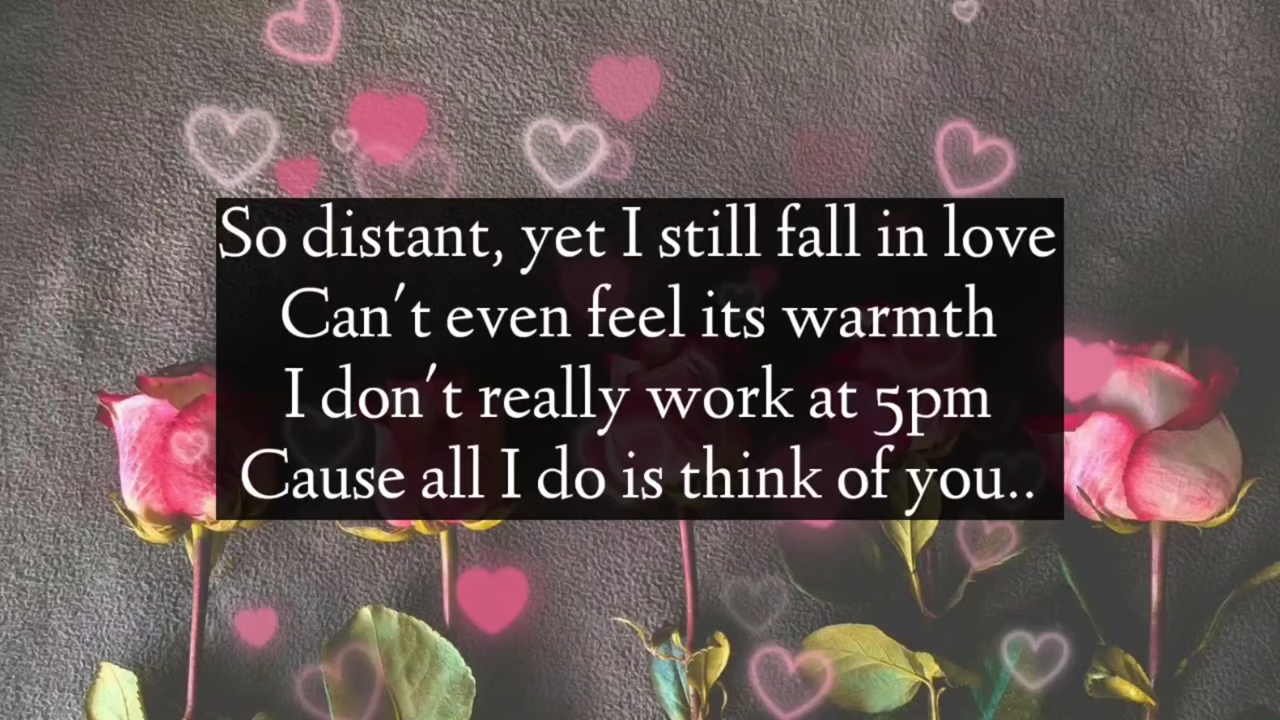 So distant, yet I still fall in love
Can't even feel its warmth
I don't really work at 5pm
Cause all I do is think of you..